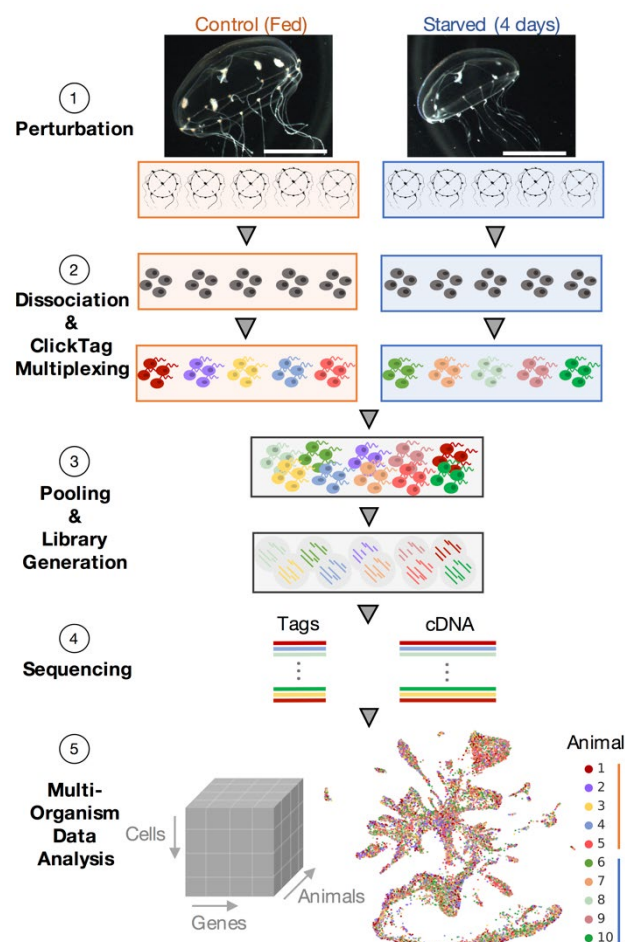 Control (Fed)
Starved (4 days)
1
Perturbation
2
Dissociation
&
ClickTag
Multiplexing
3
Pooling
&
Library
Generation
4
Sequencing
Tags
cDNA
5
Multi-
Organism
Data
Analysis
Cells
Genes
Animals
Animal
1
2
3
4
5
6
7
8
9
10